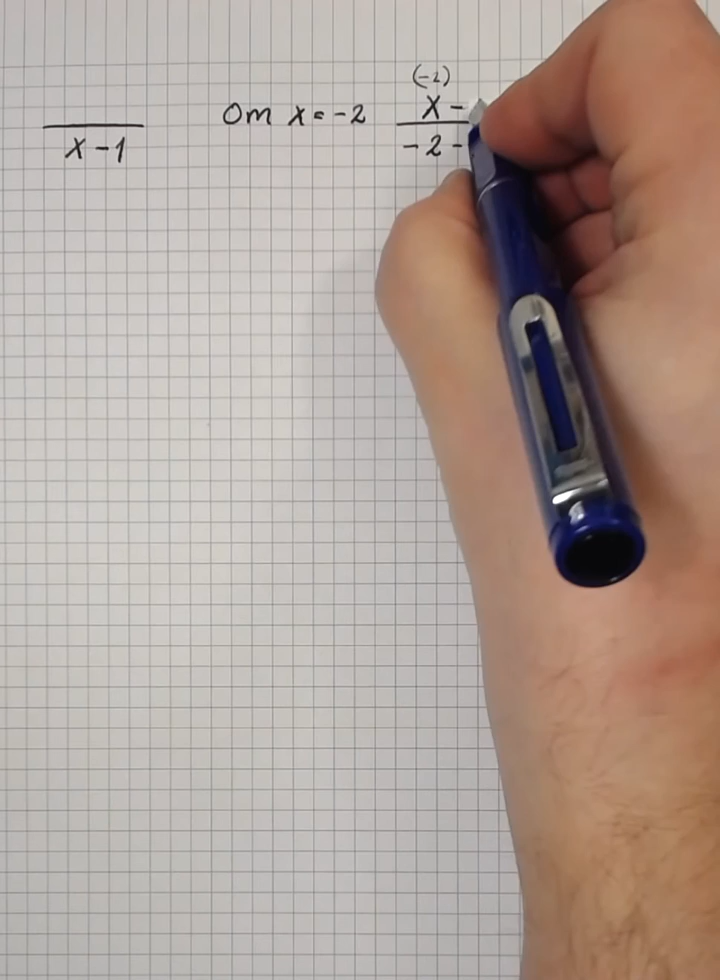 x - 1
Om x = -2
(-2)
x -
-2 -